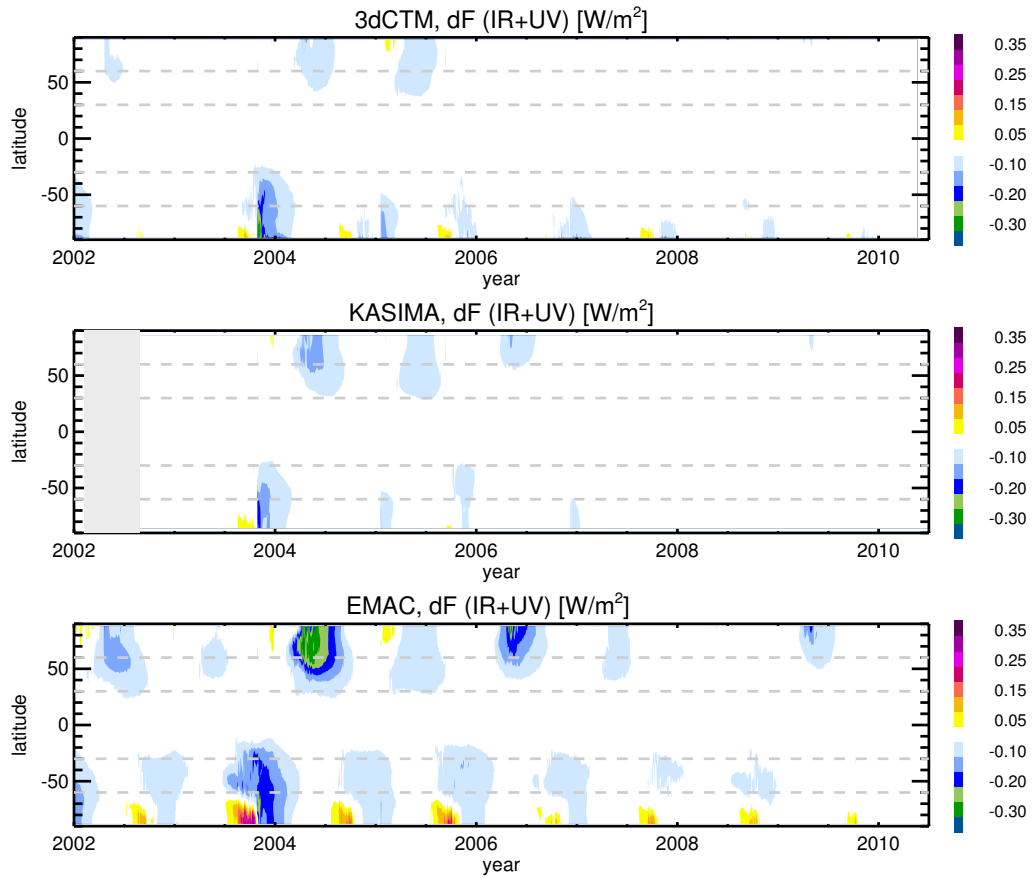 3dCTM, dF (IR+UV) [W/m²]
latitude
50
0
-50
2002 2004 2006 2008 2010
year
0.35
0.25
0.15
0.05
-0.10
-0.20
-0.30
KASIMA, dF (IR+UV) [W/m²]
latitude
50
0
-50
2002 2004 2006 2008 2010
year
0.35
0.25
0.15
0.05
-0.10
-0.20
-0.30
EMAC, dF (IR+UV) [W/m²]
latitude
50
0
-50
2002 2004 2006 2008 2010
year
0.35
0.25
0.15
0.05
-0.10
-0.20
-0.30